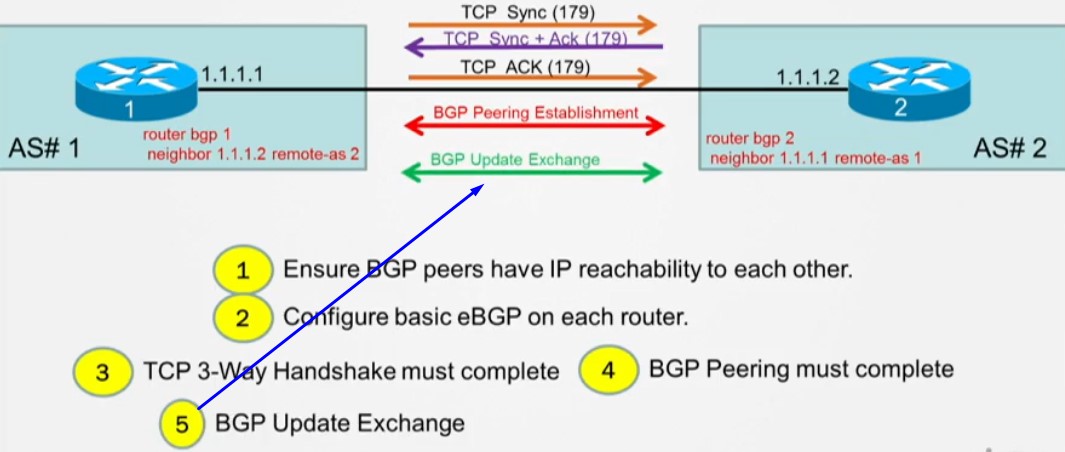 TCP Sync (179)
TCP Sync + Ack (179)
TCP ACK (179)
1.1.1.1
1
router bgp 1
neighbor 1.1.1.2 remote-as 2
AS# 1
BGP Peering Establishment
BGP Update Exchange
1.1.1.2
2
router bgp 2
neighbor 1.1.1.1 remote-as 1
AS# 2
1 Ensure BGP peers have IP reachability to each other.
2 Configure basic eBGP on each router.
3 TCP 3-Way Handshake must complete
4 BGP Peering must complete
5 BGP Update Exchange